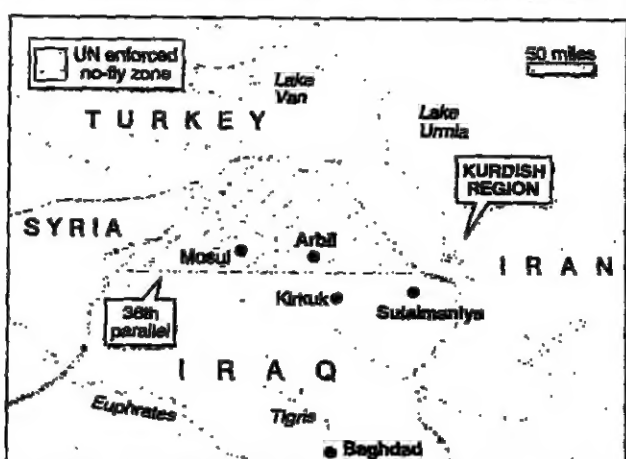 UN enforced
no-fly zone
50 miles
Lake
Van
Lake
Urmia
TURKEY
KURDISH
REGION
SYRIA
Mosul
Arbil
IRAN
36th
parallel
Kirkuk
Sulaimaniya
IRAQ
Euphrates
Tigris
Baghdad